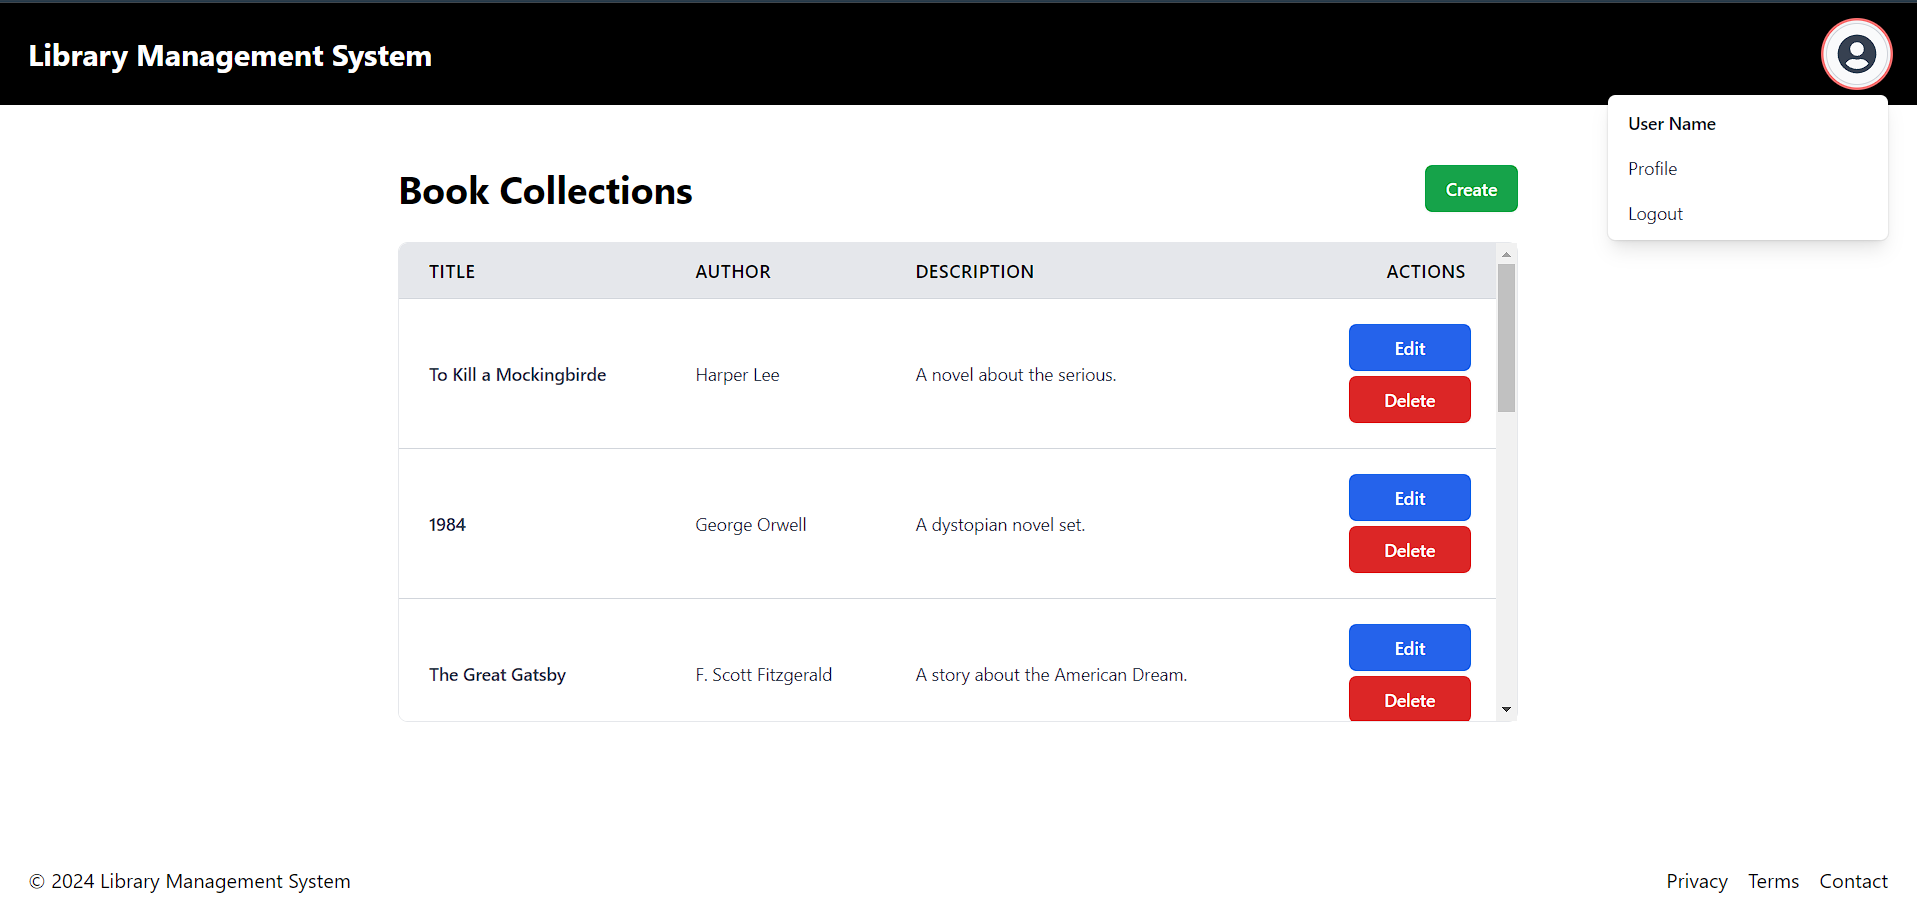 Library Management System
User Name
Profile
Logout
Book Collections
Create
TITLE AUTHOR DESCRIPTION ACTIONS
To Kill a Mockingbirde Harper Lee A novel about the serious. Edit
Delete
1984 George Orwell A dystopian novel set. Edit
Delete
The Great Gatsby F. Scott Fitzgerald A story about the American Dream. Edit
Delete
© 2024 Library Management System
Privacy Terms Contact